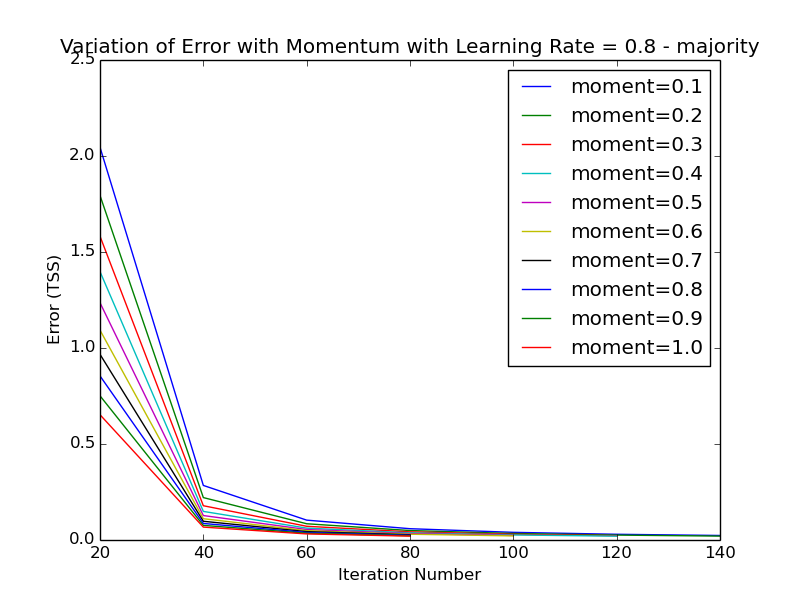 Variation of Error with Momentum with Learning Rate = 0.8 - majority
2.5
2.0
1.5
1.0
0.5
0.0
Error (TSS)
moment=0.1
moment=0.2
moment=0.3
moment=0.4
moment=0.5
moment=0.6
moment=0.7
moment=0.8
moment=0.9
moment=1.0
20 40 60 80 100 120 140
Iteration Number